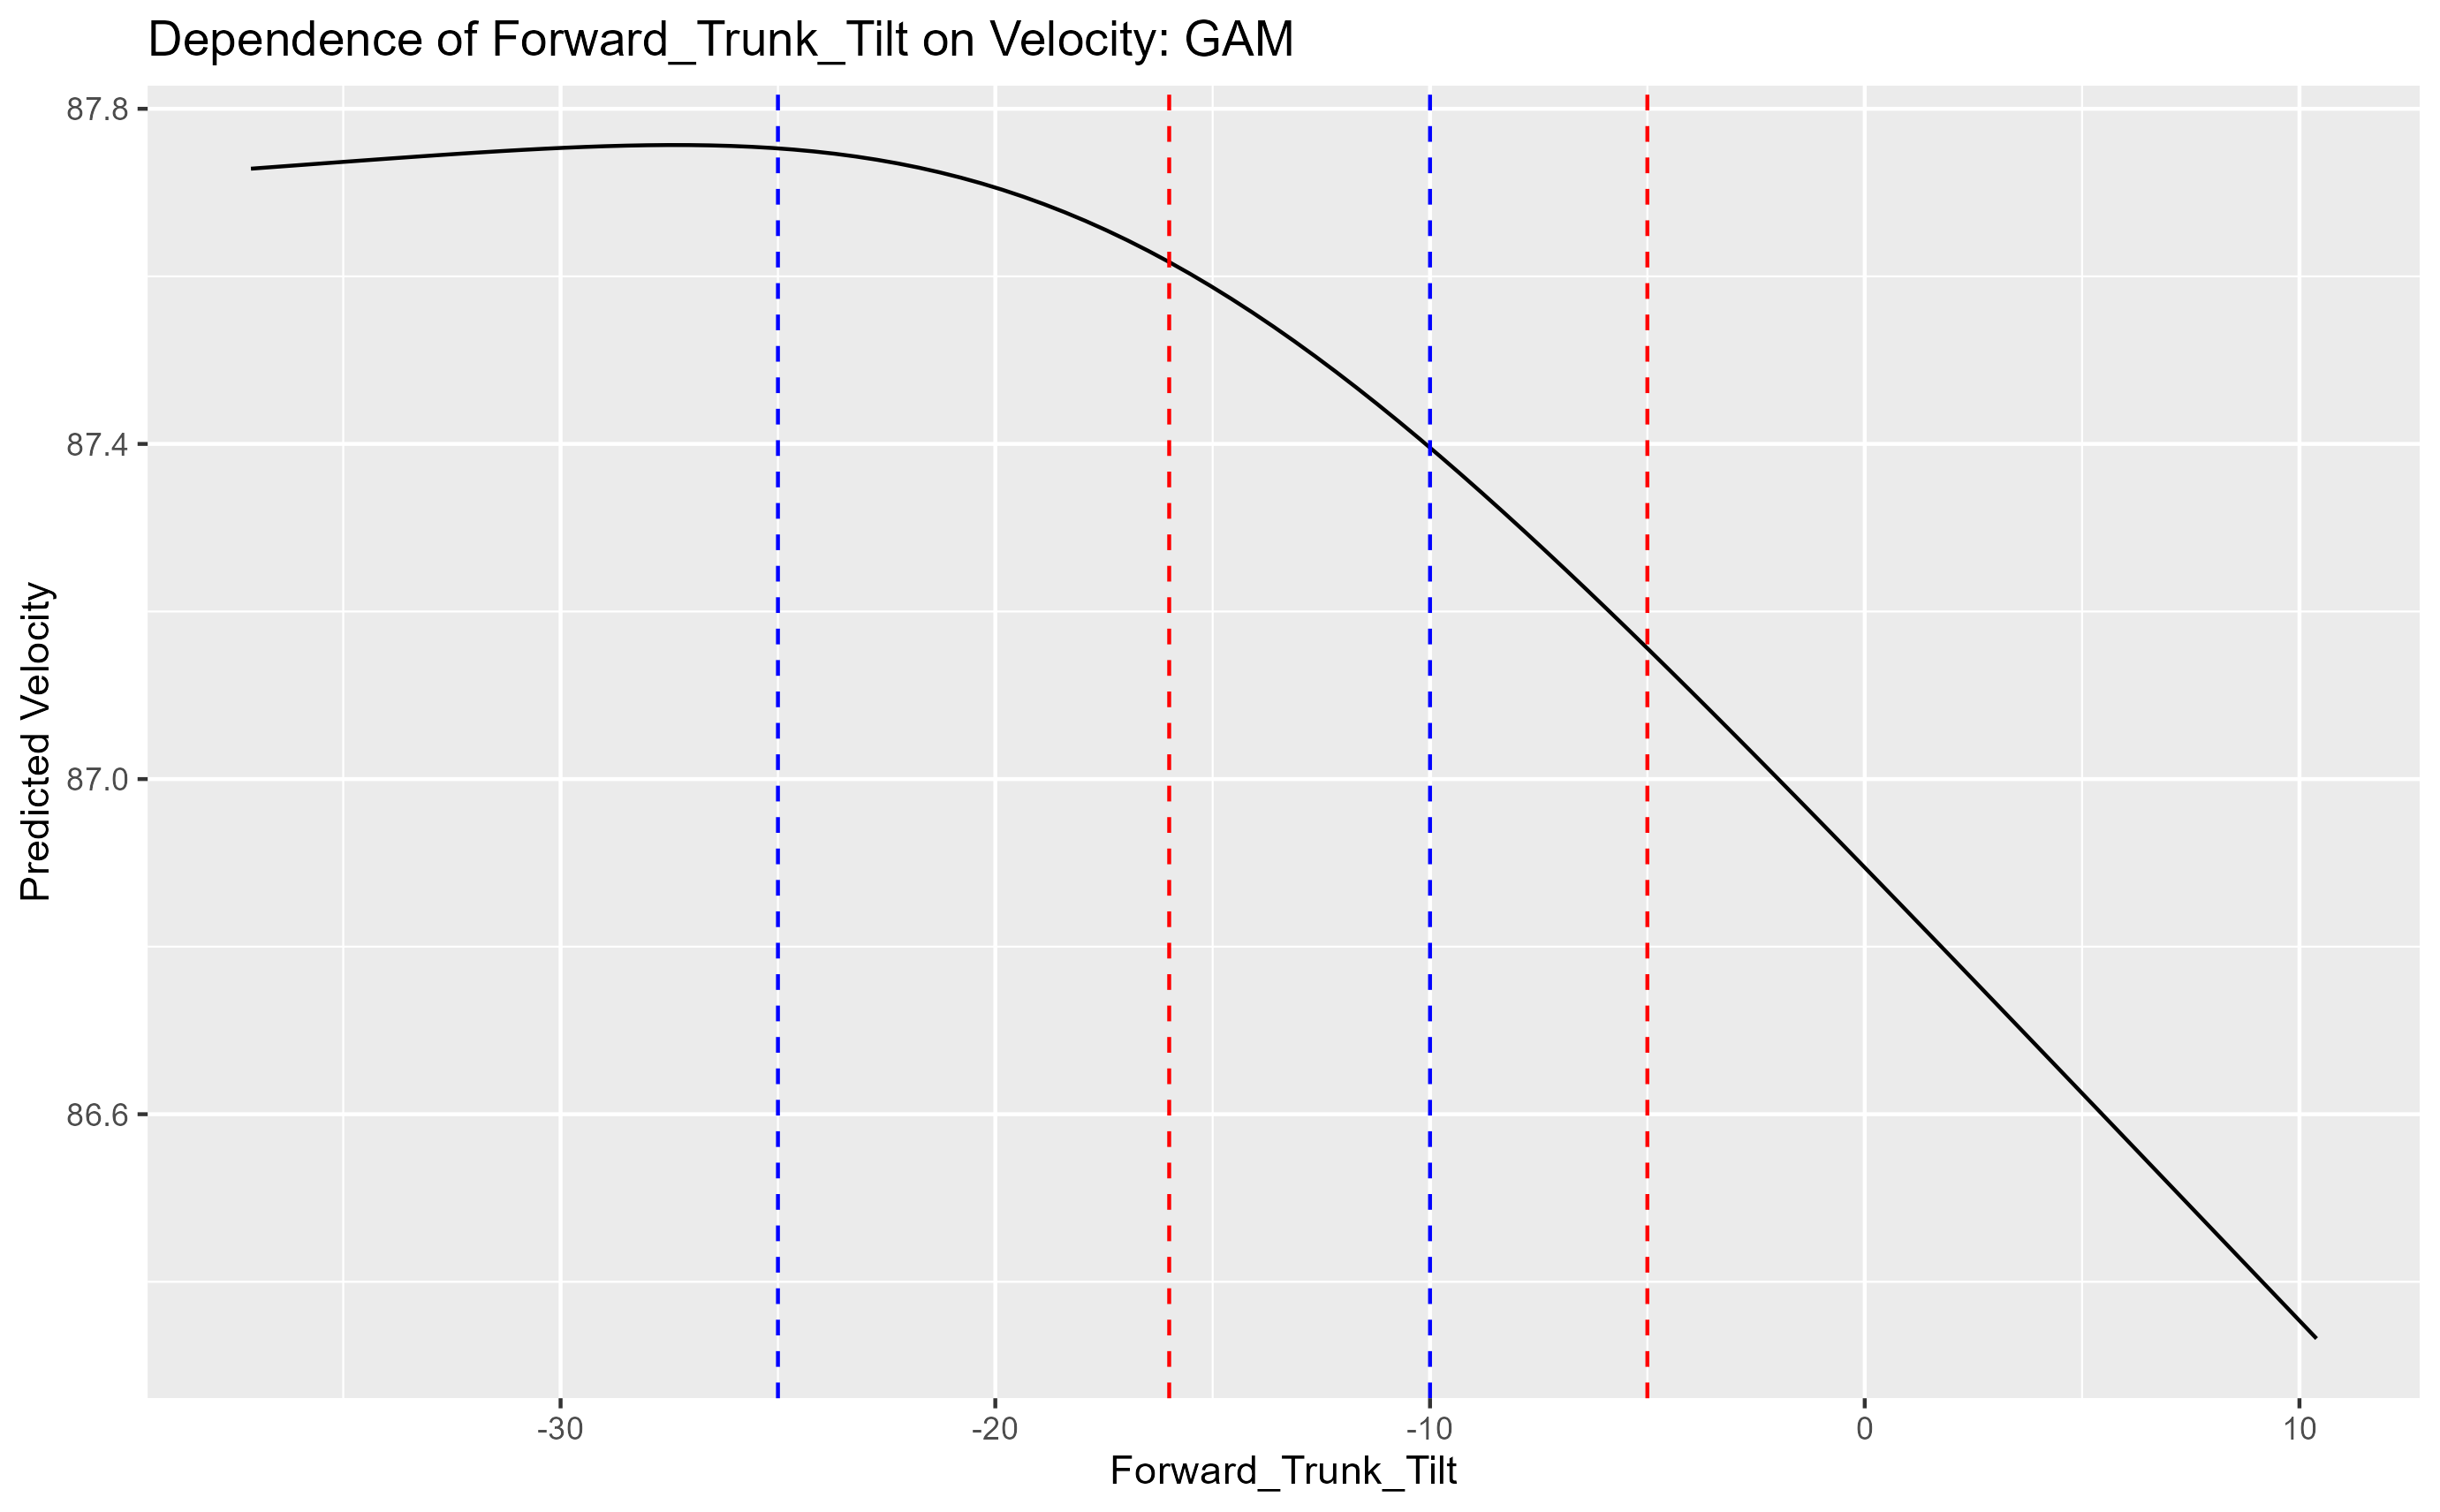 Dependence of Forward_Trunk_Tilt on Velocity: GAM
87.8
87.4
87.0
86.6
Predicted Velocity
-30 -20 -10 0 10
Forward_Trunk_Tilt